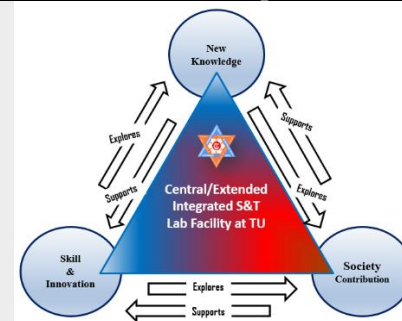 New
Knowledge
Explores
Supports
Supports
Explores
Central/Extended
Integrated S&T
Lab Facility at TU
Skill
&
Innovation
Society
Contribution
Explores
Supports